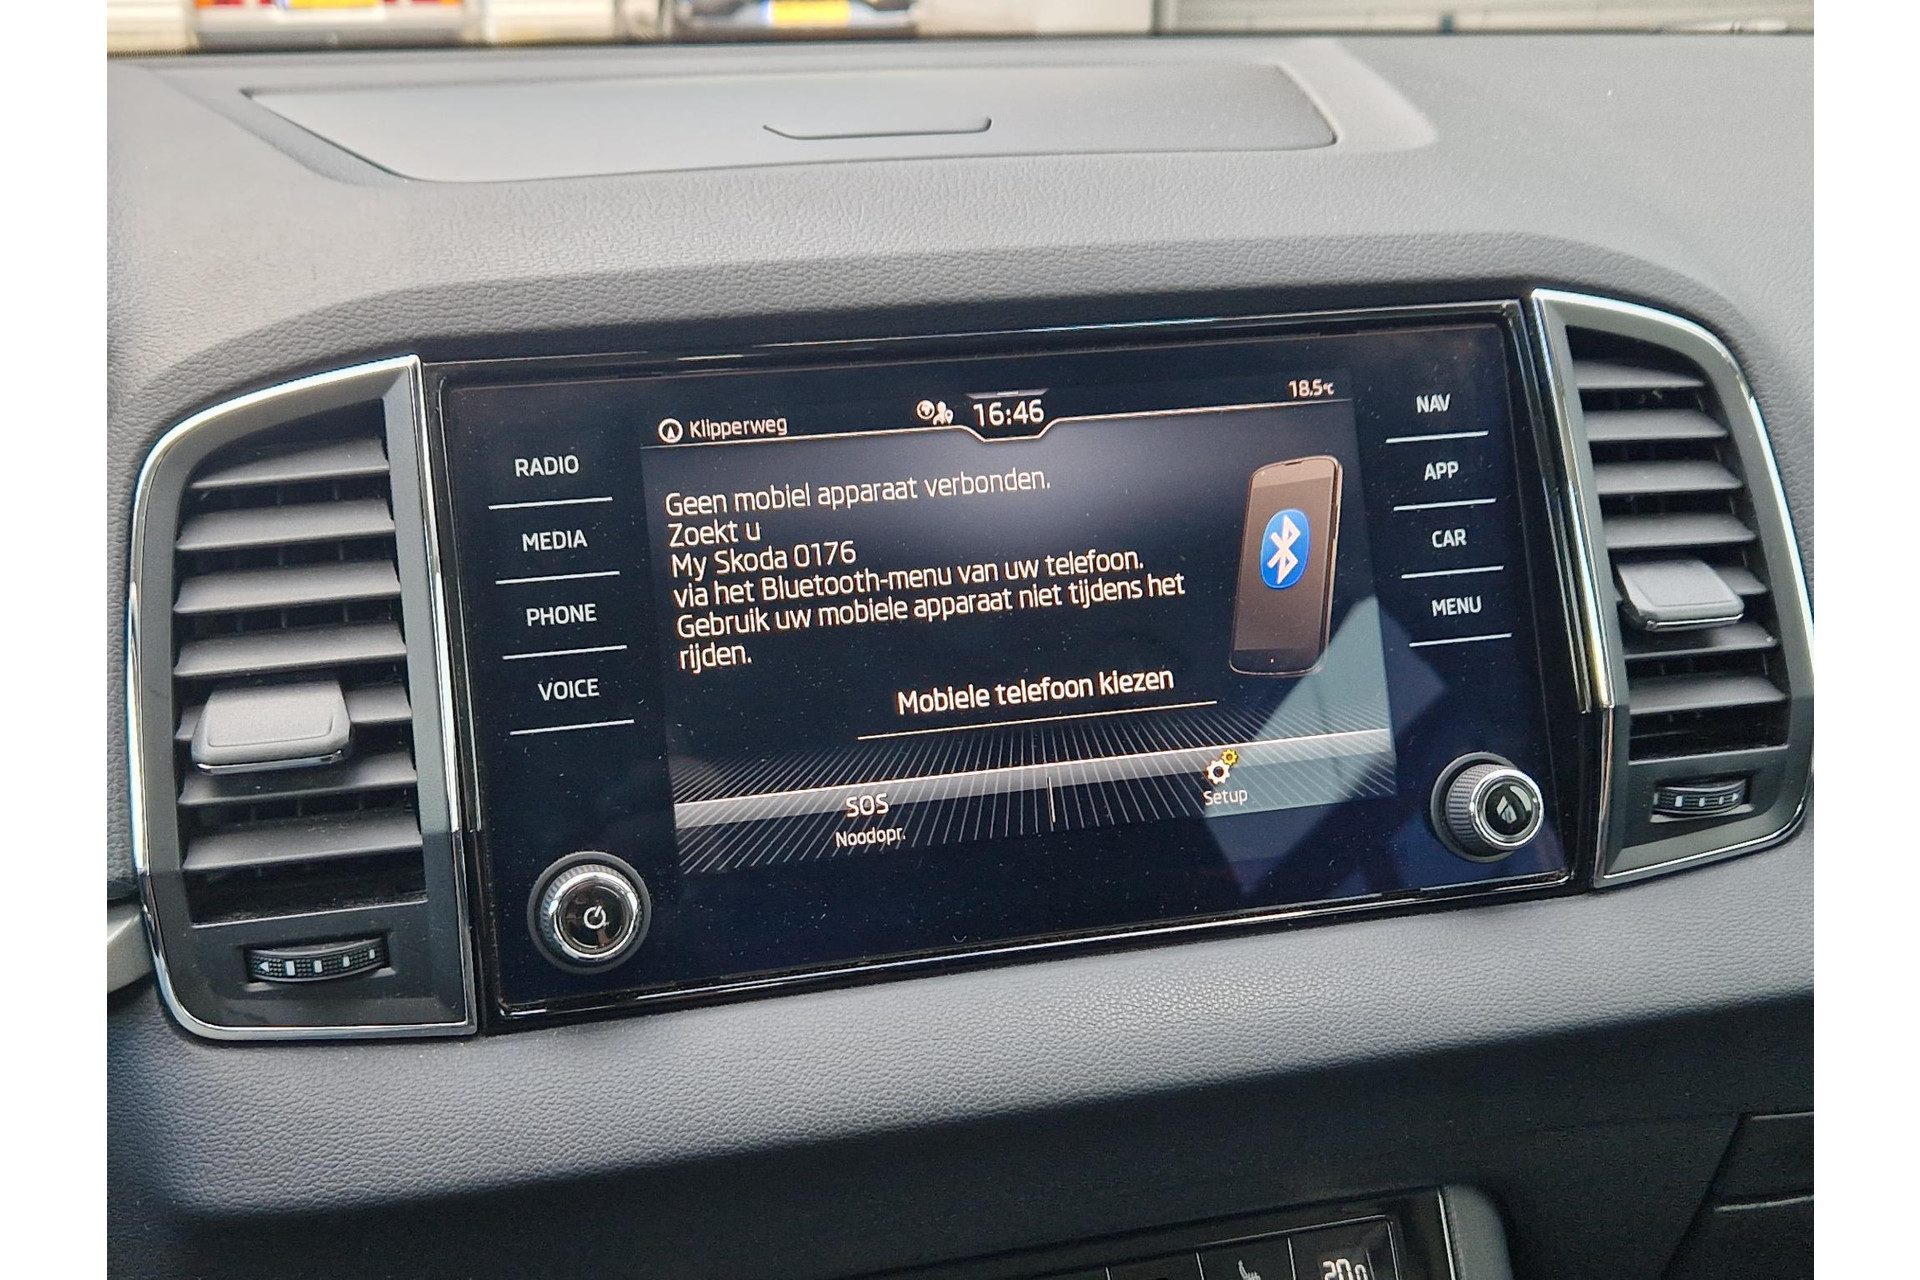 Klipperweg
16:46
18.5°C
RADIO
MEDIA
PHONE
VOICE
Geen mobiel apparaat verbonden.
Zoekt u
My Skoda 0176
via het Bluetooth-menu van uw telefoon.
Gebruik uw mobiele apparaat niet tijdens het
rijden.
Mobiele telefoon kiezen
SOS
Noodopr.
Setup
NAV
APP
CAR
MENU